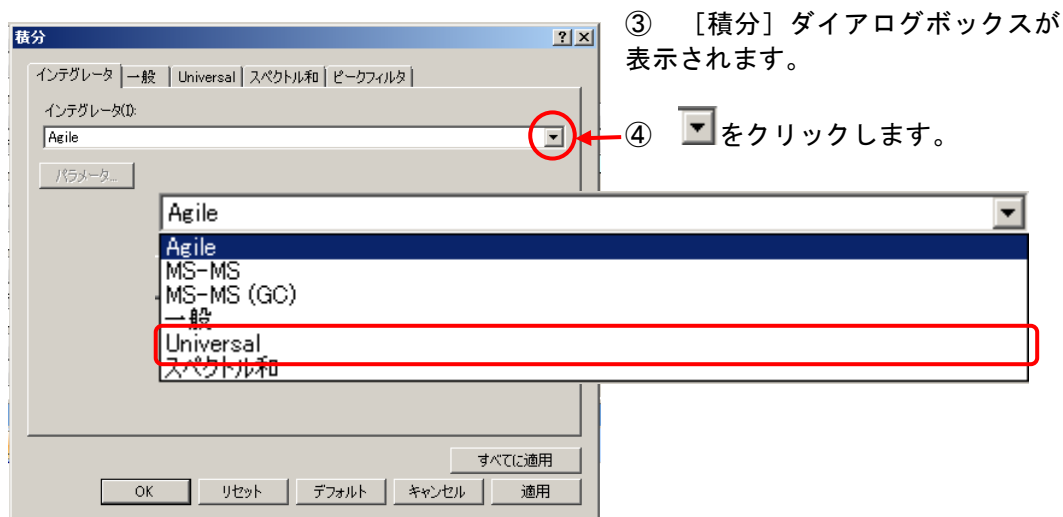 積分
インテグレータ 一般 Universal スペクトル和 ピークフィルタ
インテグレータ(I):
Agile
パラメータ...
Agile
Agile
MS-MS
MS-MS (GC)
一般
Universal
スペクトル和
すべてに適用
OK リセット デフォルト キャンセル 適用
③ [積分] ダイアログボックスが
表示されます。
④ をクリックします。